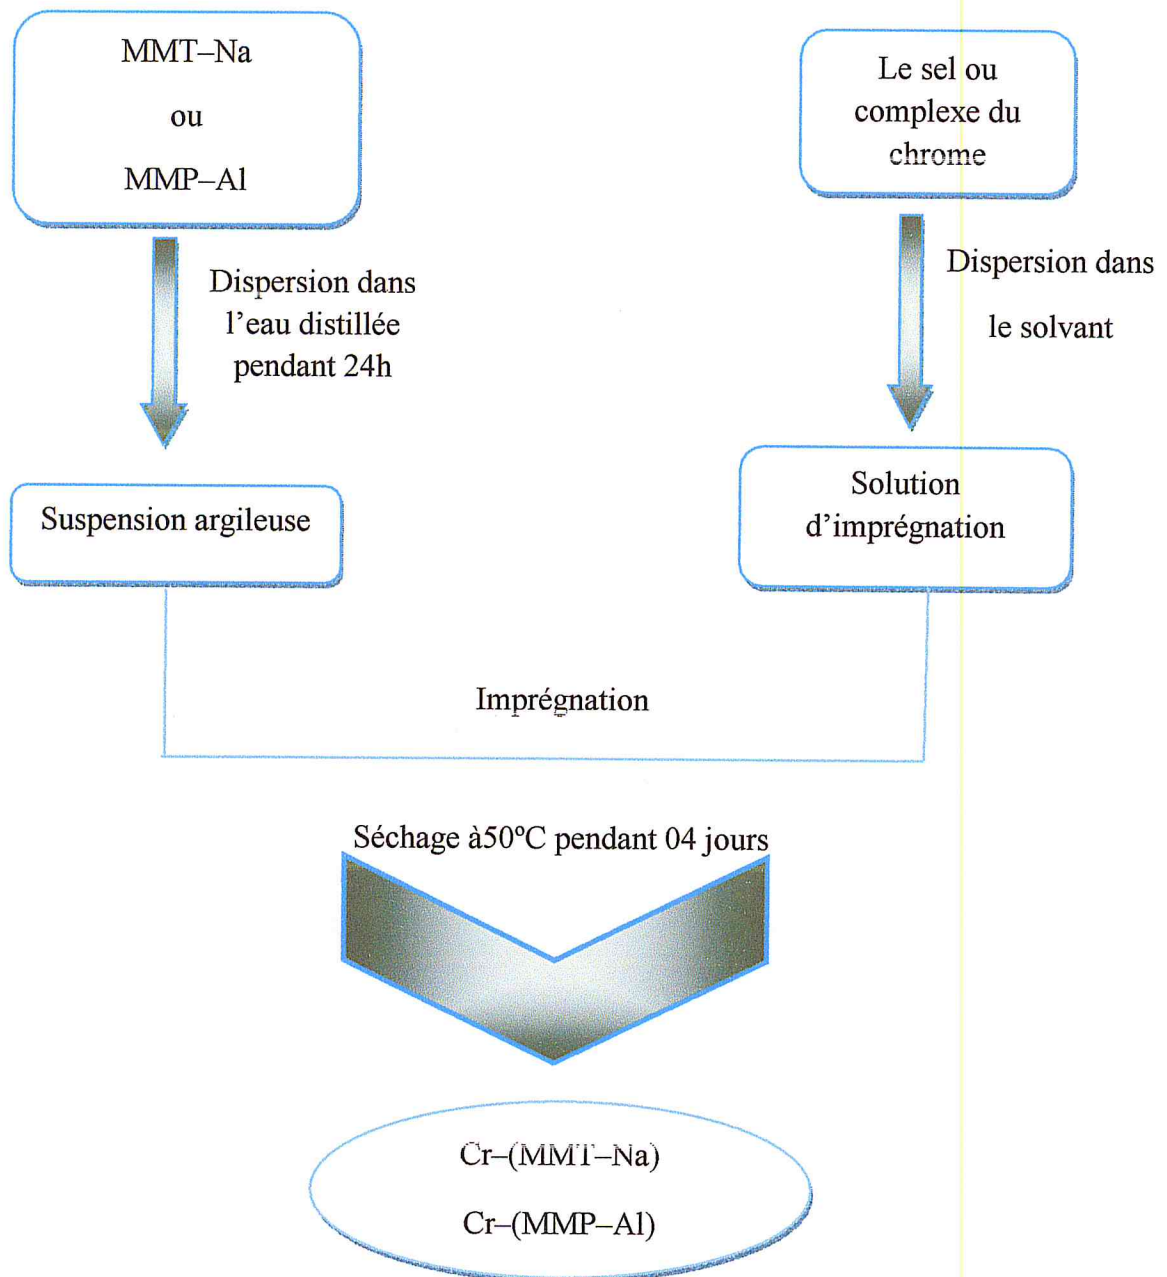 MMT–Na
ou
MMP–Al
Le sel ou
complexe du
chrome
Dispersion dans
l'eau distillée
pendant 24h
Dispersion dans
le solvant
Suspension argileuse
Solution
d'imprégnation
Imprégnation
Séchage à50ºC pendant 04 jours
Cr–(MMT–Na)
Cr–(MMP–Al)